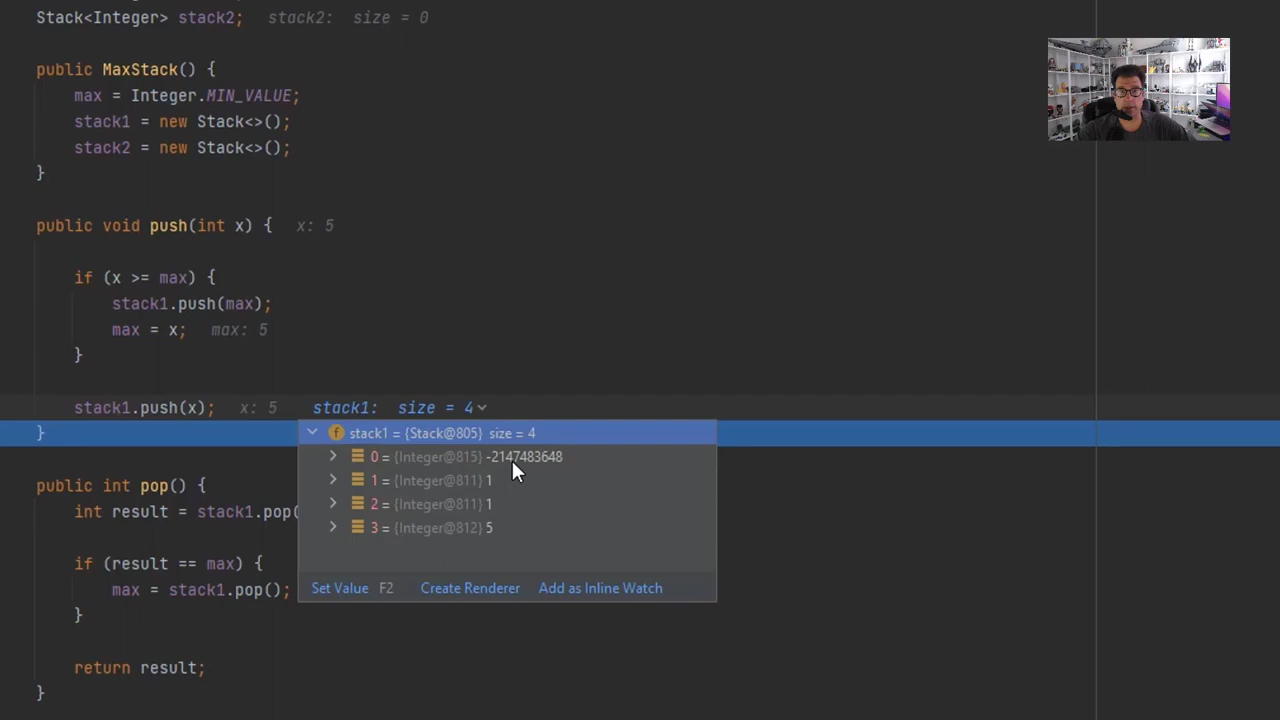 Stack<Integer> stack2; stack2: size = 0
public MaxStack() {
max = Integer.MIN_VALUE;
stack1 = new Stack<>();
stack2 = new Stack<>();
}
public void push(int x) { x: 5
if (x >= max) {
stack1.push(max);
max = x; max: 5
}
stack1.push(x); x: 5 stack1: size = 4
}
stack1 = {Stack@805} size = 4
0 = {Integer@815} -2147483648
1 = {Integer@811} 1
2 = {Integer@811} 1
3 = {Integer@812} 5
Set Value F2 Create Renderer Add as Inline Watch
public int pop() {
int result = stack1.pop(
if (result == max) {
max = stack1.pop();
}
return result;
}